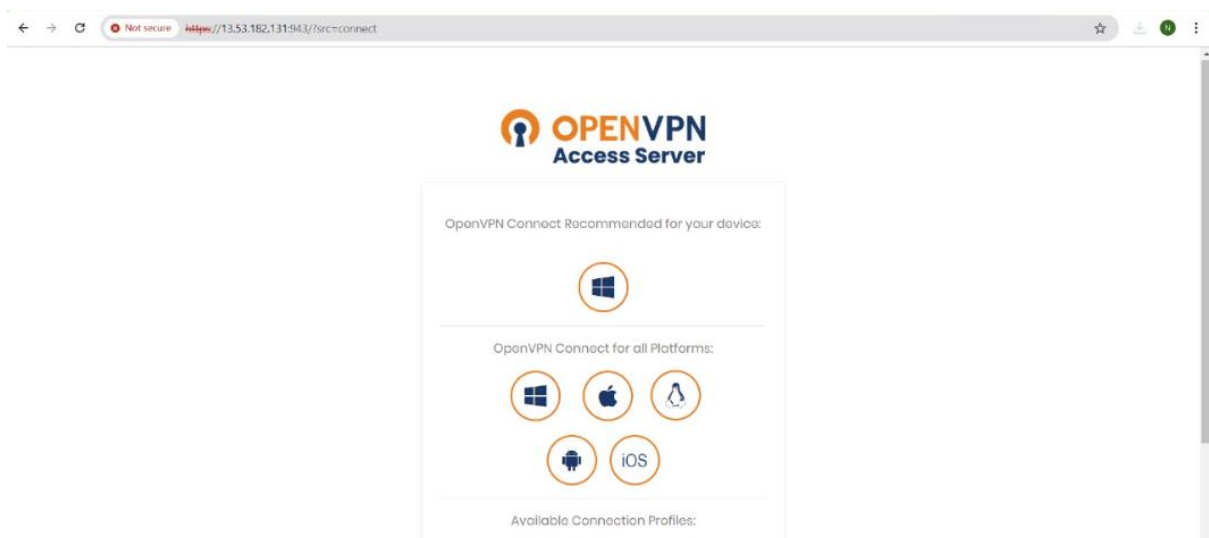 Not secure https://13.53.182.131:943/?src=connect
N
OPENVPN
Access Server
OpenVPN Connect Recommended for your device:
OpenVPN Connect for all Platforms:
iOS
Available Connection Profiles: